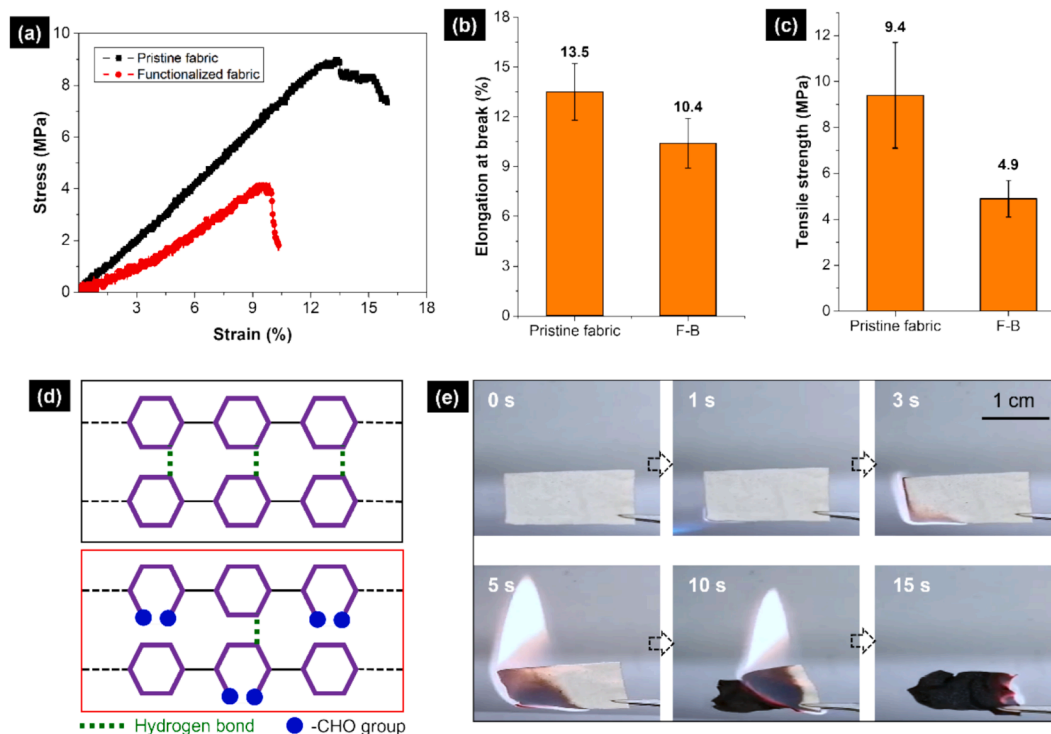 (a)
Stress (MPa)
10
8
6
4
2
0
Pristine fabric
Functionalized fabric
3 6 9 12 15 18
Strain (%)
(b)
Elongation at break (%)
18
15
12
9
6
3
0
13.5
10.4
Pristine fabric F-B
(c)
Tensile strength (MPa)
12
10
8
6
4
2
0
9.4
4.9
Pristine fabric F-B
(d)
Hydrogen bond -CHO group
(e)
0 s 1 s 3 s
1 cm
5 s 10 s 15 s